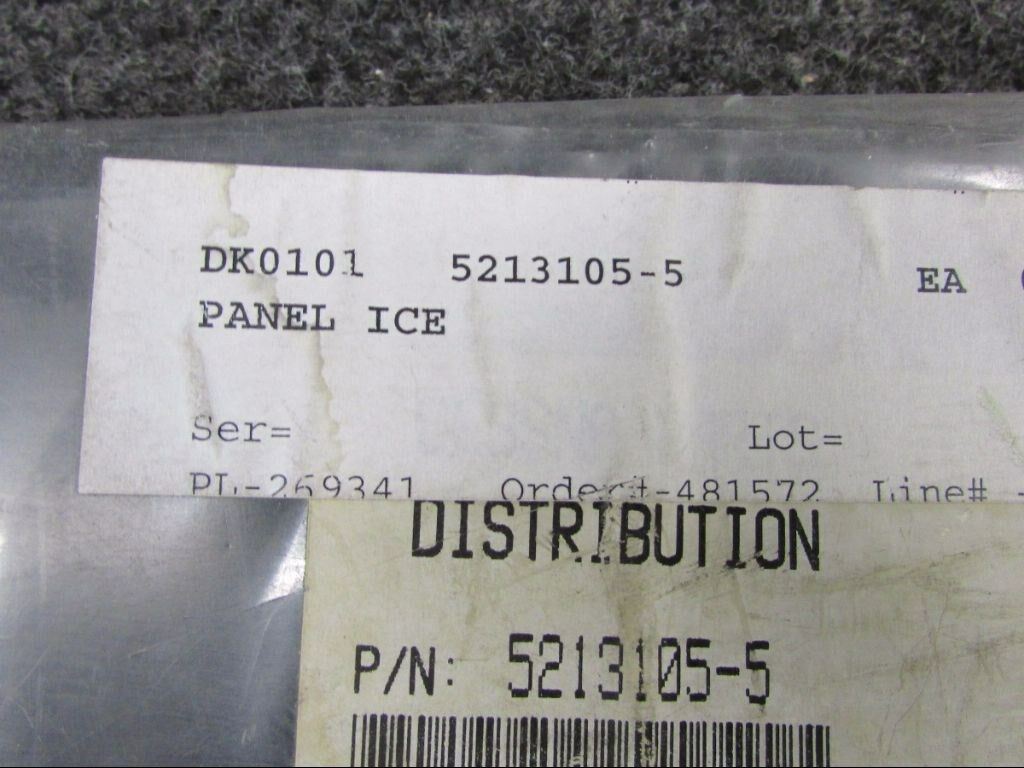 DK0101 5213105-5 EA
PANEL ICE
Ser= Lot=
PL-269341 Order#-481572 Line# -
DISTRIBUTION
P/N: 5213105-5